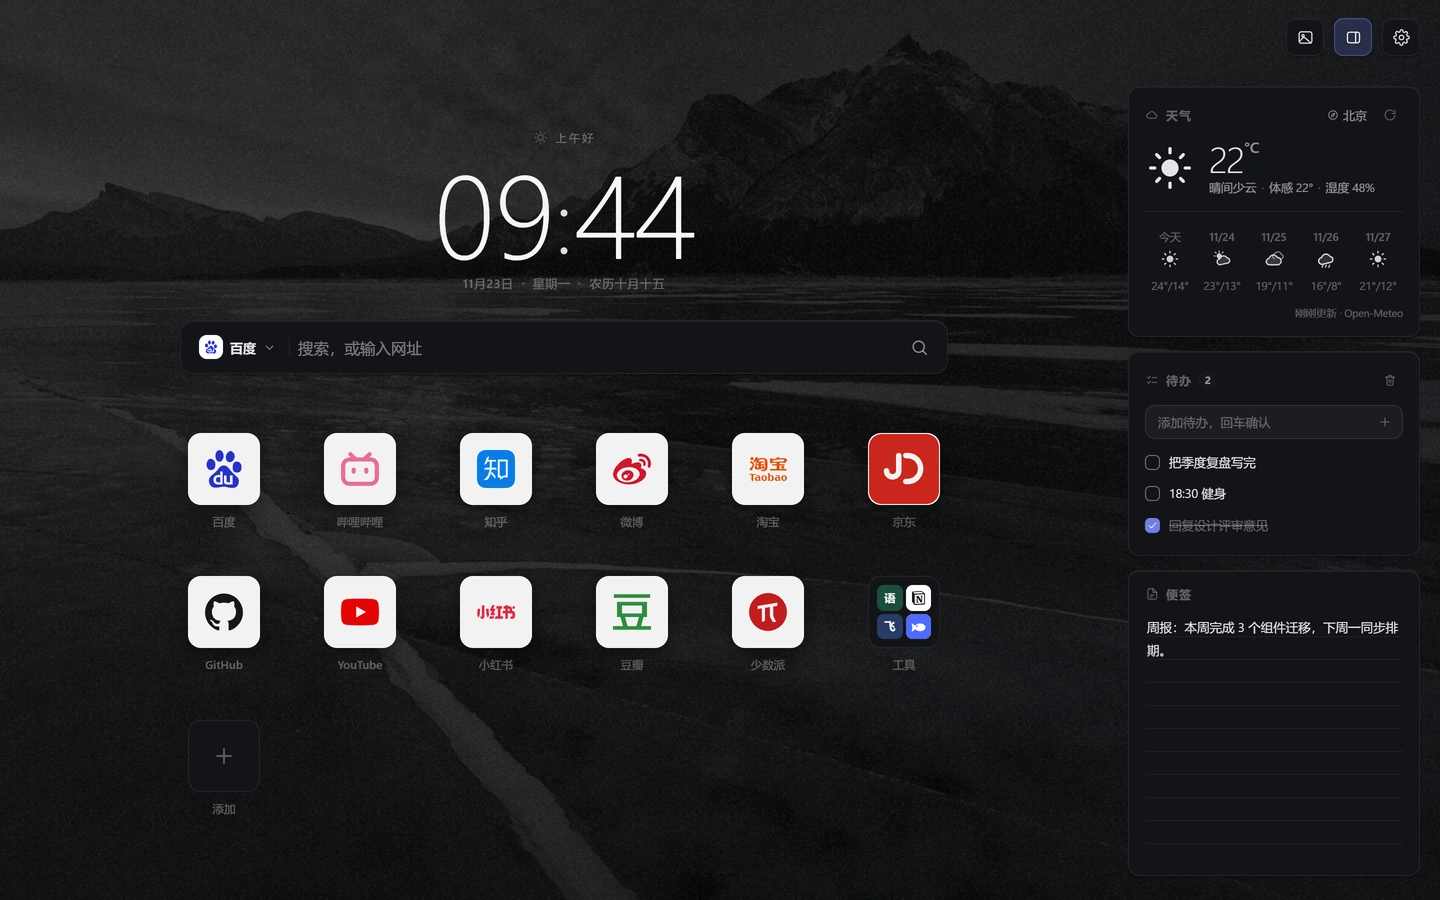 上午好
09:44
11月23日 · 星期一 · 农历十月十五
百度
搜索，或输入网址
du
知
淘宝
Taobao
JD
百度
哔哩哔哩
知乎
微博
淘宝
京东
小红书
豆
π
语
N
飞
GitHub
YouTube
小红书
豆瓣
少数派
工具
添加
天气
北京
22°C
晴间少云 · 体感 22° · 湿度 48%
今天 11/24 11/25 11/26 11/27
24°/14° 23°/13° 19°/11° 16°/8° 21°/12°
刚刚更新 · Open-Meteo
待办 2
添加待办，回车确认
把季度复盘写完
18:30 健身
回复设计评审意见
便签
周报：本周完成 3 个组件迁移，下周一同步排
期。